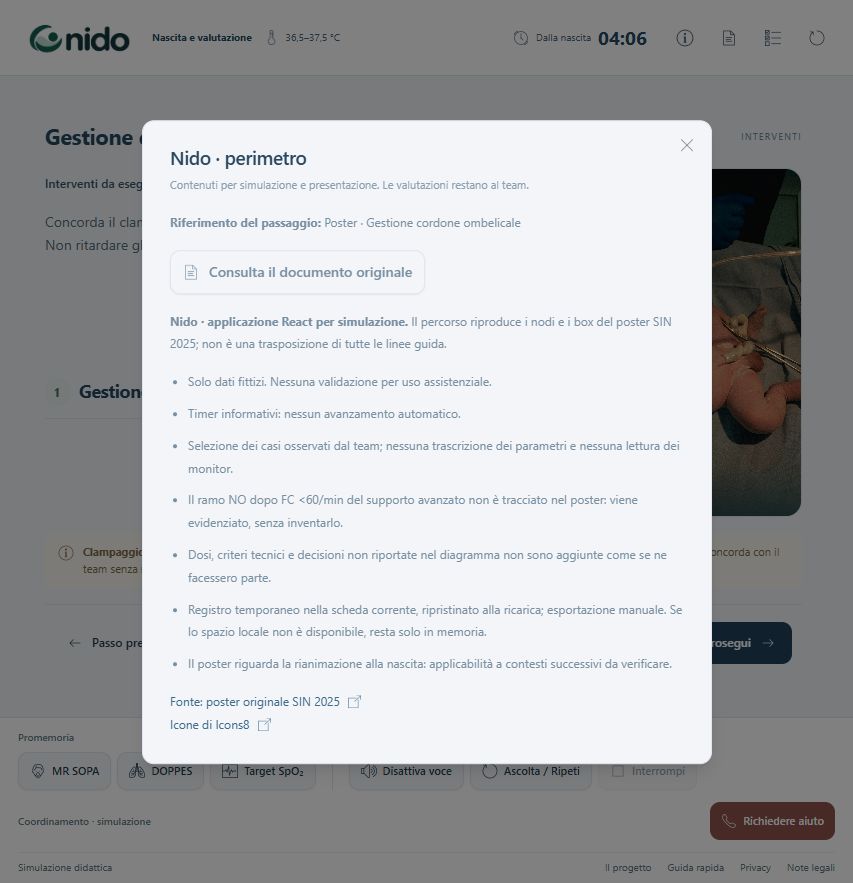 nido
Nascita e valutazione
36,5–37,5 °C
Dalla nascita 04:06
Gestione
INTERVENTI
Interventi da
Concorda il
Non ritardare
1 Gestione
Clampaggio
concorda con il
team senza
Passo
Nido · perimetro
Contenuti per simulazione e presentazione. Le valutazioni restano al team.
Riferimento del passaggio: Poster · Gestione cordone ombelicale
Consulta il documento originale
Nido · applicazione React per simulazione. Il percorso riproduce i nodi e i box del poster SIN
2025; non è una trasposizione di tutte le linee guida.
• Solo dati fittizi. Nessuna validazione per uso assistenziale.
• Timer informativi: nessun avanzamento automatico.
• Selezione dei casi osservati dal team; nessuna trascrizione dei parametri e nessuna lettura dei
monitor.
• Il ramo NO dopo FC <60/min del supporto avanzato non è tracciato nel poster: viene
evidenziato, senza inventarlo.
• Dosi, criteri tecnici e decisioni non riportate nel diagramma non sono aggiunte come se ne
facessero parte.
• Registro temporaneo nella scheda corrente, ripristinato alla ricarica; esportazione manuale. Se
lo spazio locale non è disponibile, resta solo in memoria.
• Il poster riguarda la rianimazione alla nascita: applicabilità a contesti successivi da verificare.
Fonte: poster originale SIN 2025
Icone di Icons8
Promemoria
MR SOPA DOPPES Target SpO₂ Disattiva voce Ascolta / Ripeti Interrompi
Coordinamento · simulazione
Richiedere aiuto
Simulazione didattica
Il progetto Guida rapida Privacy Note legali